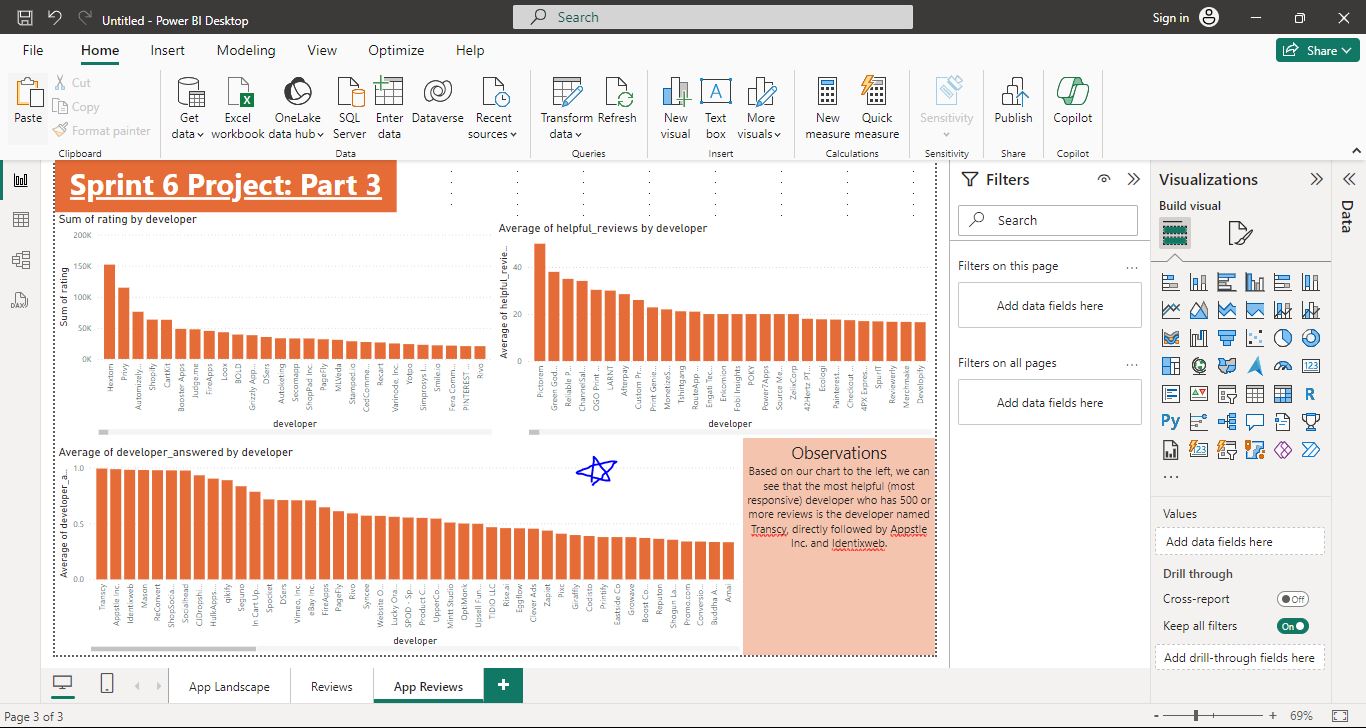 Untitled - Power BI Desktop
Search
Sign in
File Home Insert Modeling View Optimize Help
Share
Paste
Cut
Copy
Format painter
Clipboard
Get data
Excel workbook
OneLake data hub
SQL Server
Enter data
Dataverse
Recent sources
Data
Transform data
Refresh
Queries
New visual
Text box
More visuals
Insert
New measure
Quick measure
Calculations
Sensitivity
Sensitivity
Publish
Share
Copilot
Copilot
Sprint 6 Project: Part 3
Sum of rating by developer
Sum of rating
200K
150K
100K
50K
0K
Hextom
Privy
Automizely...
Shopify
CartKit
Booster Apps
Judge.me
FireApps
Loox
BOLD
Grizzly App...
DSers
Autoketing
Secomapp
ShopPad Inc.
PageFly
MLVeda
Stamped.io
CedComme...
Recart
Varinode, Inc.
Yotpo
Simprosys I...
Smile.io
Fera Comm...
PINTEREST ...
Rivo
developer
Average of helpful_reviews by developer
Average of helpful_revie...
40
20
0
Pictorem
Green God...
Reliable P...
ChannelSal...
OGO Print ...
LARNT
Afterpay
Custom Pr...
Print Genie...
MonetizeS...
Tshirtgang
RouteApp ...
Engati Tec...
Enkomion
Fobi Insights
POKY
Power7Apps
Source Me...
ZelixCorp
42Hertz PT...
Ecologi
Painterest...
Checkout...
4PX Expres...
SpurIT
Reeverly
Merchmake
Developify
developer
Average of developer_answered by developer
Average of developer_a...
1.0
0.5
0.0
Transcy
Appstle Inc.
Identixweb
Mason
ReConvert
ShopSocia...
Socialhead
CJDropshi...
HulkApps...
qikify
Seguno
In Cart Up...
Spocket
DSers
Vimeo, Inc.
eBay Inc.
FireApps
PageFly
Rivo
Syncee
Website O...
Lucky Ora...
SPOD - Sp...
Product C...
UpperCo...
Mintt Studio
OptiMonk
Upsell Fun...
TIDIO LLC
Rise.ai
Eggflow
Clever Ads
Zapiet
Pixc
Giraffly
Codisto
Printify
Eastside Co
Growave
Boost Co...
Reputon
Shogun La...
Promo.com
Conversio...
Buddha A...
Amai
developer
Observations
Based on our chart to the left, we can
see that the most helpful (most
responsive) developer who has 500 or
more reviews is the developer named
Transcy, directly followed by Appstle
Inc. and Identixweb.
Filters
Search
Filters on this page
...
Add data fields here
Filters on all pages
...
Add data fields here
Visualizations
Build visual
123
R
Py
123
...
Values
Add data fields here
Drill through
Cross-report
Off
Keep all filters
On
Add drill-through fields here
Data
DAX
App Landscape
Reviews
App Reviews
+
Page 3 of 3
- + 69%